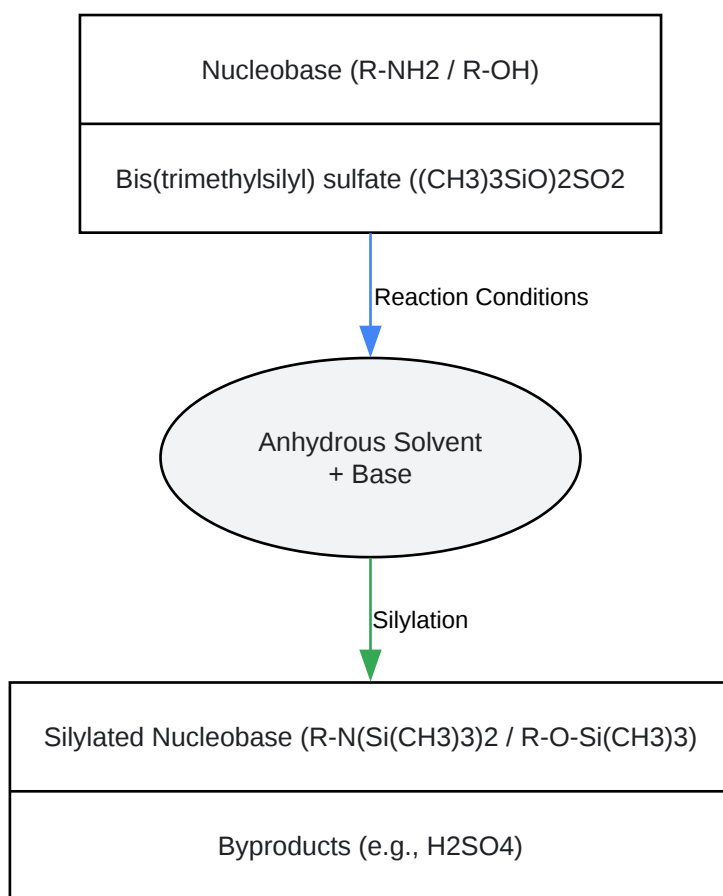 Nucleobase (R-NH2 / R-OH)
Bis(trimethylsilyl) sulfate ((CH3)3SiO)2SO2
Reaction Conditions
Anhydrous Solvent
+ Base
Silylation
Silylated Nucleobase (R-N(Si(CH3)3)2 / R-O-Si(CH3)3)
Byproducts (e.g., H2SO4)